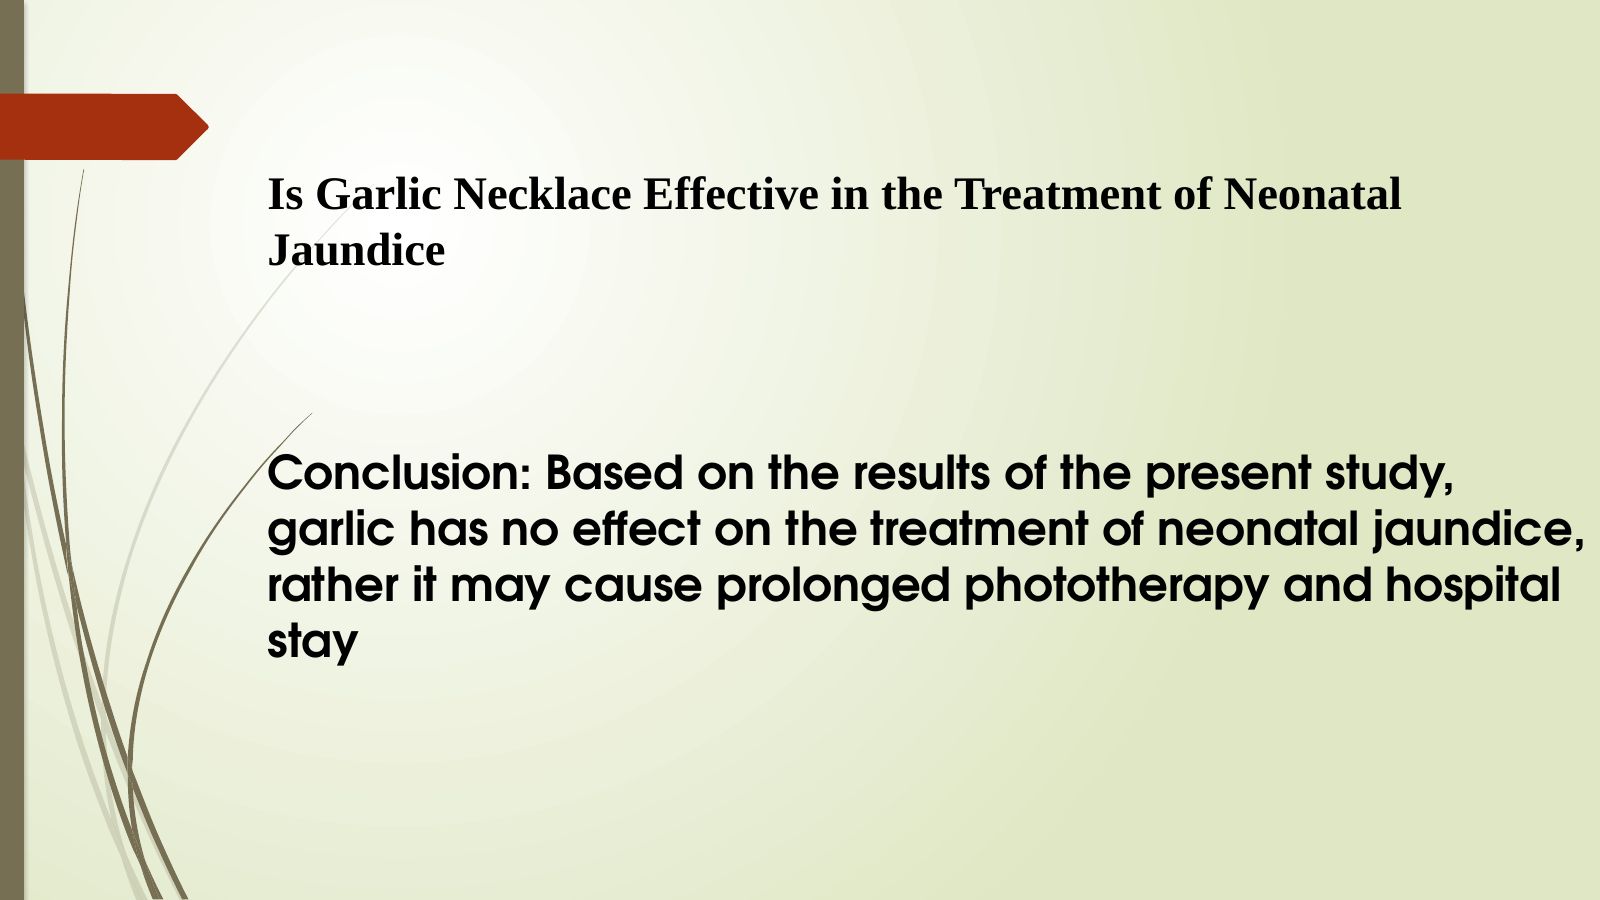 Is Garlic Necklace Effective in the Treatment of Neonatal
Jaundice
Conclusion: Based on the results of the present study,
garlic has no effect on the treatment of neonatal jaundice,
rather it may cause prolonged phototherapy and hospital
stay